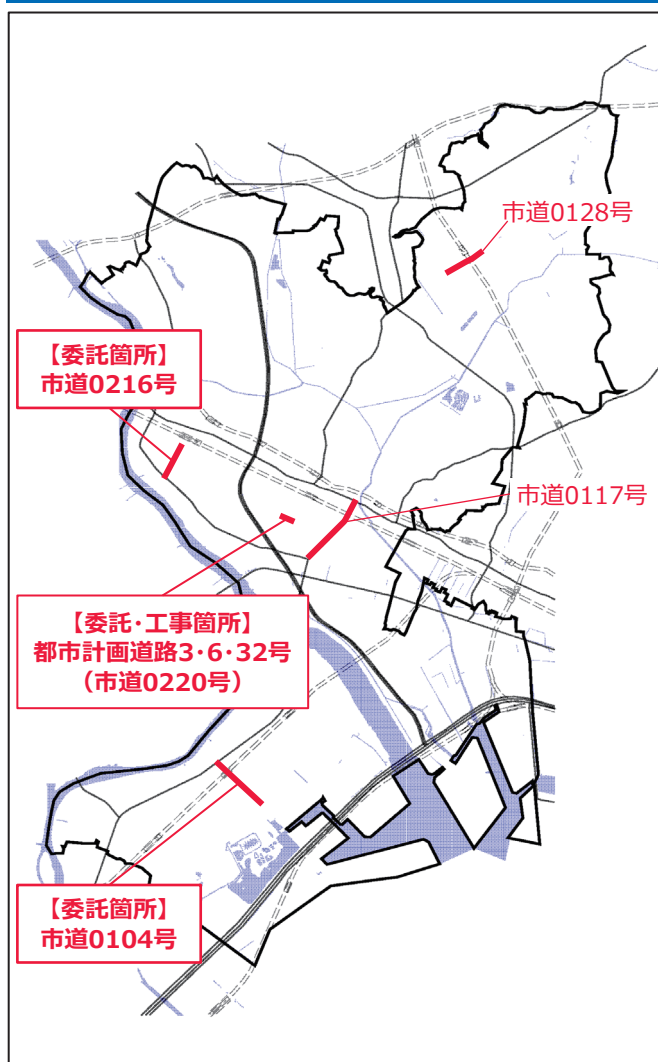 市道0128号
【委託箇所】
市道0216号
市道0117号
【委託・工事箇所】
都市計画道路3・6・32号
（市道0220号）
【委託箇所】
市道0104号